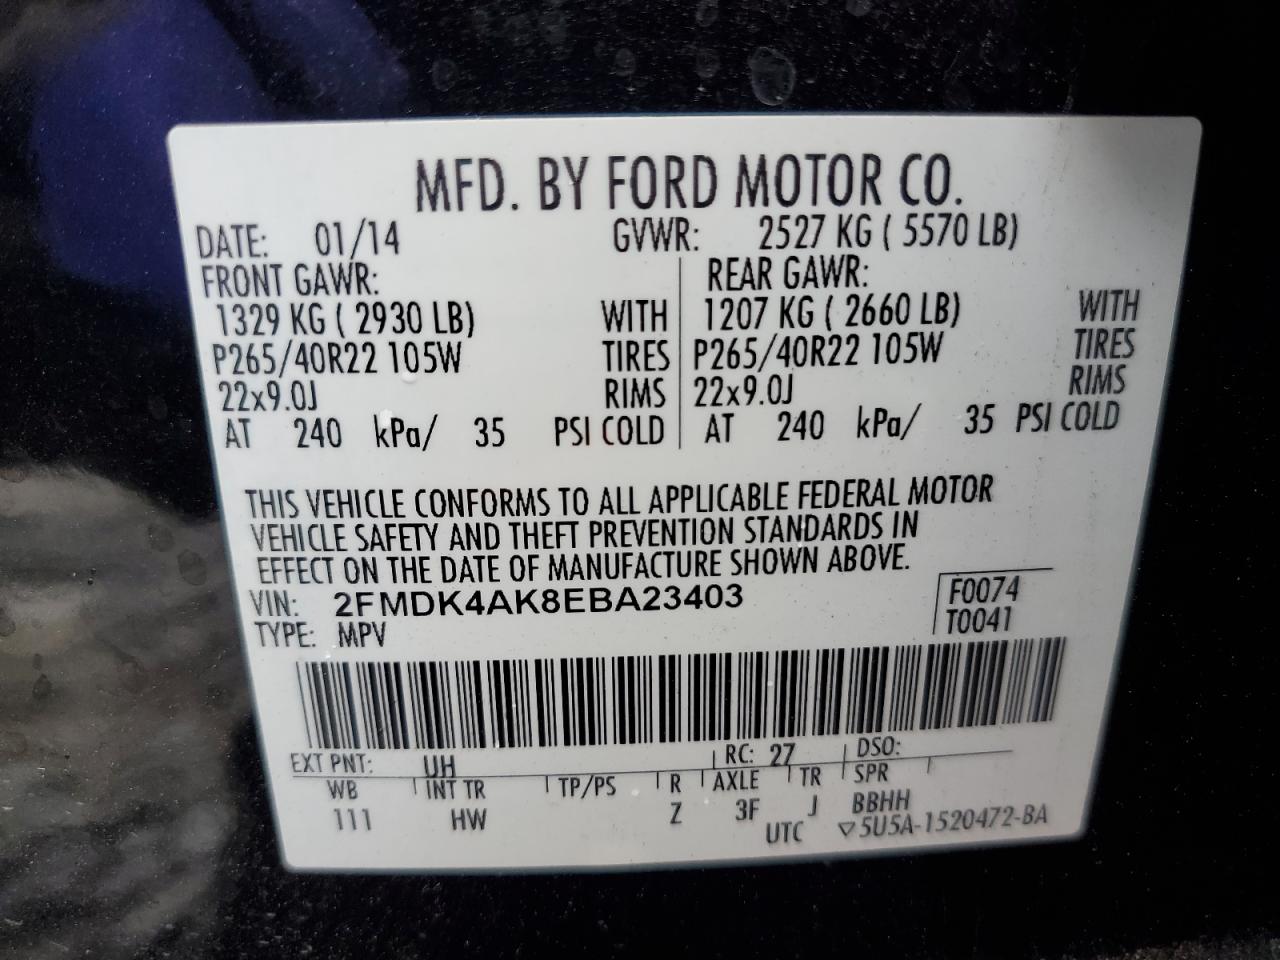 MFD. BY FORD MOTOR CO.
DATE: 01/14 GVWR: 2527 KG ( 5570 LB)
FRONT GAWR: REAR GAWR:
1329 KG ( 2930 LB) WITH 1207 KG ( 2660 LB) WITH
P265/40R22 105W TIRES P265/40R22 105W TIRES
22x9.0J RIMS 22x9.0J RIMS
AT 240 kPa/ 35 PSI COLD AT 240 kPa/ 35 PSI COLD
THIS VEHICLE CONFORMS TO ALL APPLICABLE FEDERAL MOTOR
VEHICLE SAFETY AND THEFT PREVENTION STANDARDS IN
EFFECT ON THE DATE OF MANUFACTURE SHOWN ABOVE.
VIN: 2FMDK4AK8EBA23403 F0074
TYPE: MPV T0041
EXT PNT: UH RC: 27 DSO:
WB INT TR TP/PS R AXLE TR SPR
111 HW Z 3F J BBHH
UTC ▽5U5A-1520472-BA